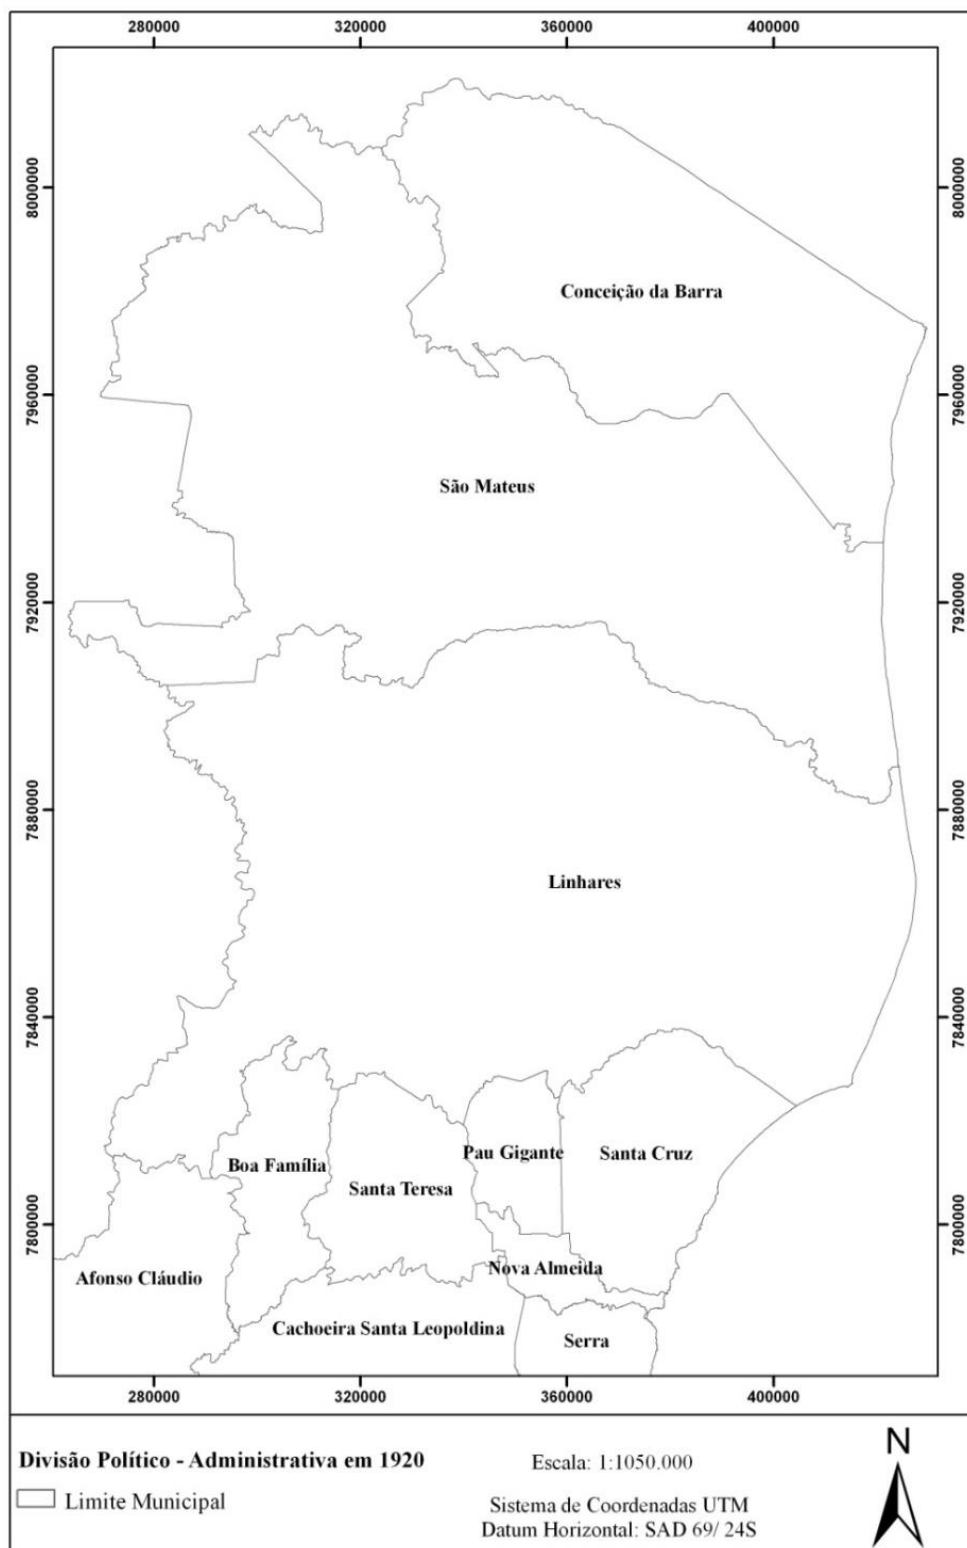 280000 320000 360000 400000
8000000 8000000
Conceição da Barra
7960000 7960000
São Mateus
7920000 7920000
7880000 7880000
Linhares
7840000 7840000
Pau Gigante Santa Cruz
Boa Família
Santa Teresa
7800000 7800000
Nova Almeida
Afonso Cláudio
Cachoeira Santa Leopoldina
Serra
280000 320000 360000 400000
Divisão Político - Administrativa em 1920
Limite Municipal
Escala: 1:1050.000
Sistema de Coordenadas UTM
Datum Horizontal: SAD 69/ 24S
N